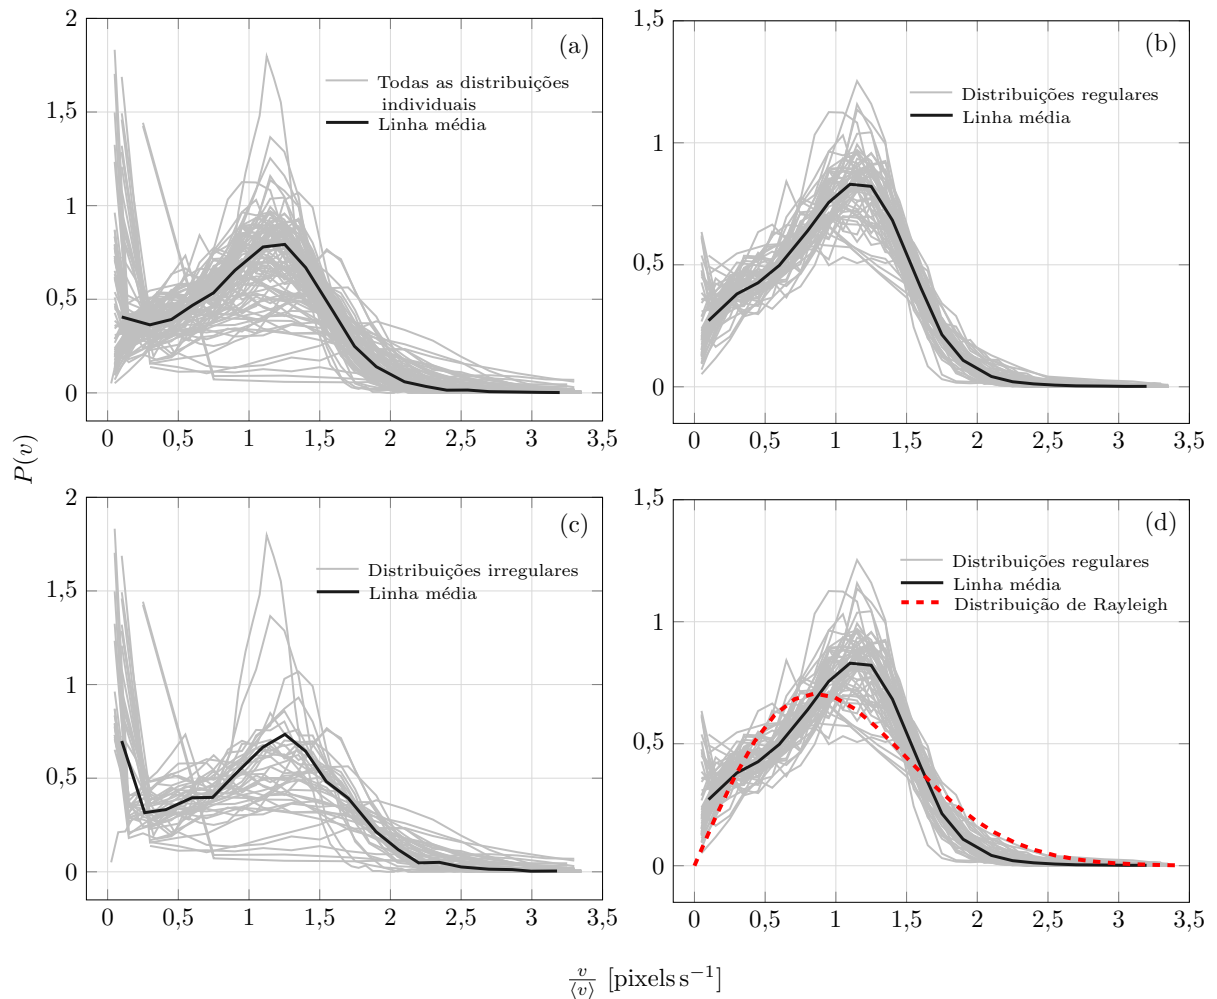 (a)
2
1,5
1
0,5
0
0 0,5 1 1,5 2 2,5 3 3,5
Todas as distribuições
individuais
Linha média
(b)
1,5
1
0,5
0
0 0,5 1 1,5 2 2,5 3 3,5
Distribuições regulares
Linha média
P(v)
(c)
2
1,5
1
0,5
0
0 0,5 1 1,5 2 2,5 3 3,5
Distribuições irregulares
Linha média
(d)
1,5
1
0,5
0
0 0,5 1 1,5 2 2,5 3 3,5
Distribuições regulares
Linha média
Distribuição de Rayleigh
v/⟨v⟩ [pixels s⁻¹]